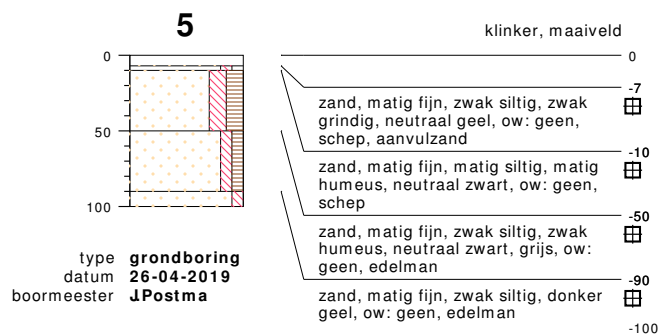 5
klinker, maaiveld
0
0
-7
zand, matig fijn, zwak siltig, zwak
grindig, neutraal geel, ow: geen,
schep, aanvulzand
-10
zand, matig fijn, matig siltig, matig
humeus, neutraal zwart, ow: geen,
schep
50
-50
zand, matig fijn, zwak siltig, zwak
humeus, neutraal zwart, grijs, ow:
geen, edelman
-90
zand, matig fijn, zwak siltig, donker
geel, ow: geen, edelman
100
-100
type grondboring
datum 26-04-2019
boormeester J.Postma